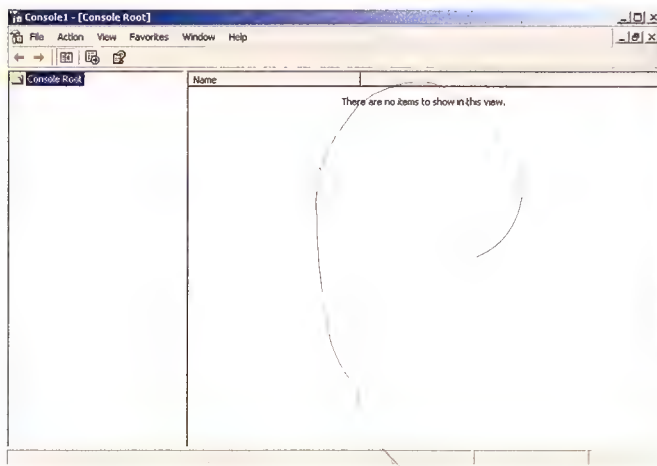 Console1 - [Console Root]
File Action View Favorites Window Help
Console Root
Name
There are no items to show in this view.